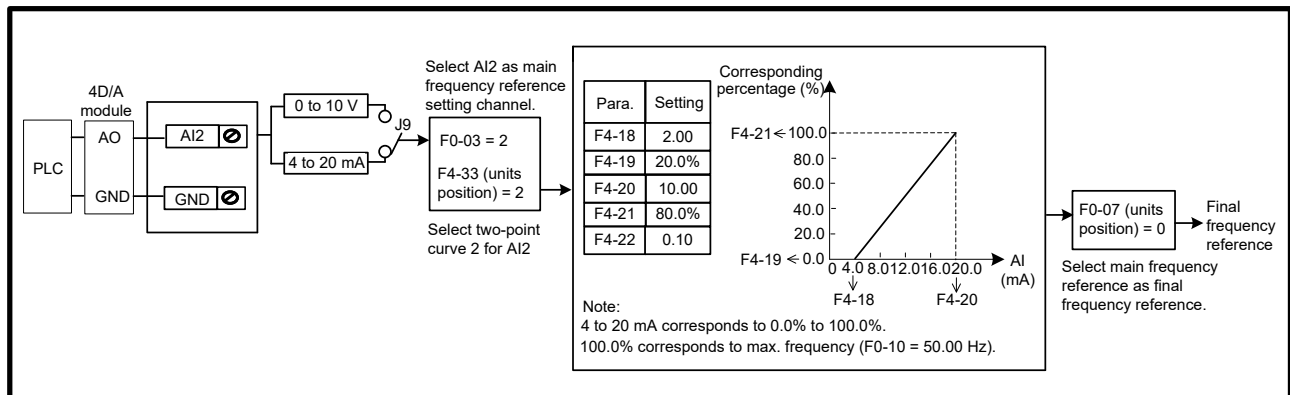 PLC
4D/A
module
AO
GND
AI2
GND
0 to 10 V
4 to 20 mA
J9
Select AI2 as main
frequency reference
setting channel.
F0-03 = 2
F4-33 (units
position) = 2
Select two-point
curve 2 for AI2
Para. Setting
F4-18 2.00
F4-19 20.0%
F4-20 10.00
F4-21 80.0%
F4-22 0.10
Corresponding
percentage (%)
F4-21 100.0
80.0
60.0
40.0
20.0
F4-19 0.0
0 4.0 8.0 12.0 16.0 20.0
AI
(mA)
F4-18 F4-20
Note:
4 to 20 mA corresponds to 0.0% to 100.0%.
100.0% corresponds to max. frequency (F0-10 = 50.00 Hz).
F0-07 (units
position) = 0
Select main frequency
reference as final
frequency reference.
Final
frequency
reference